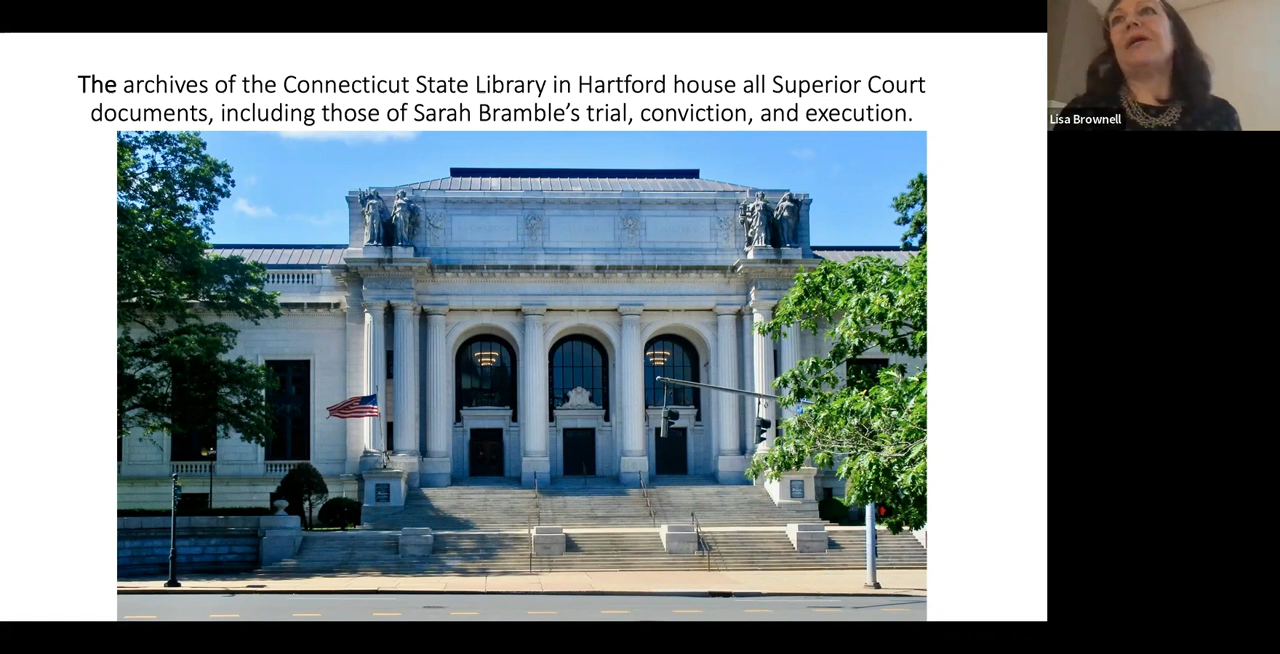 The archives of the Connecticut State Library in Hartford house all Superior Court
documents, including those of Sarah Bramble’s trial, conviction, and execution.
Lisa Brownell